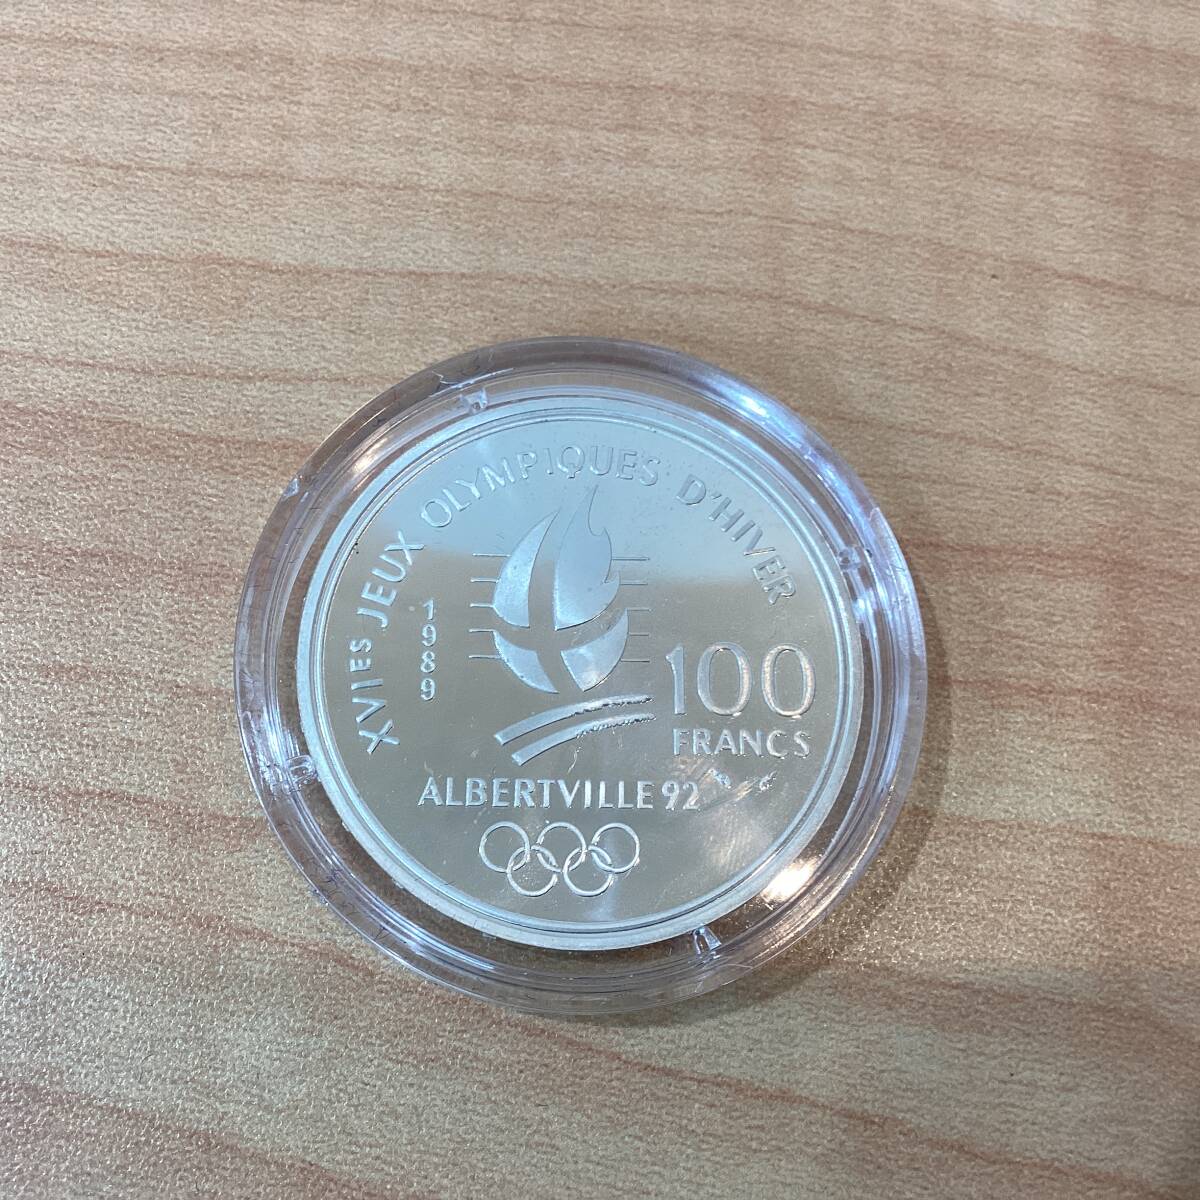 XVIES JEUX OLYMPIQUES D'HIVER
1989
100
FRANCS
ALBERTVILLE 92